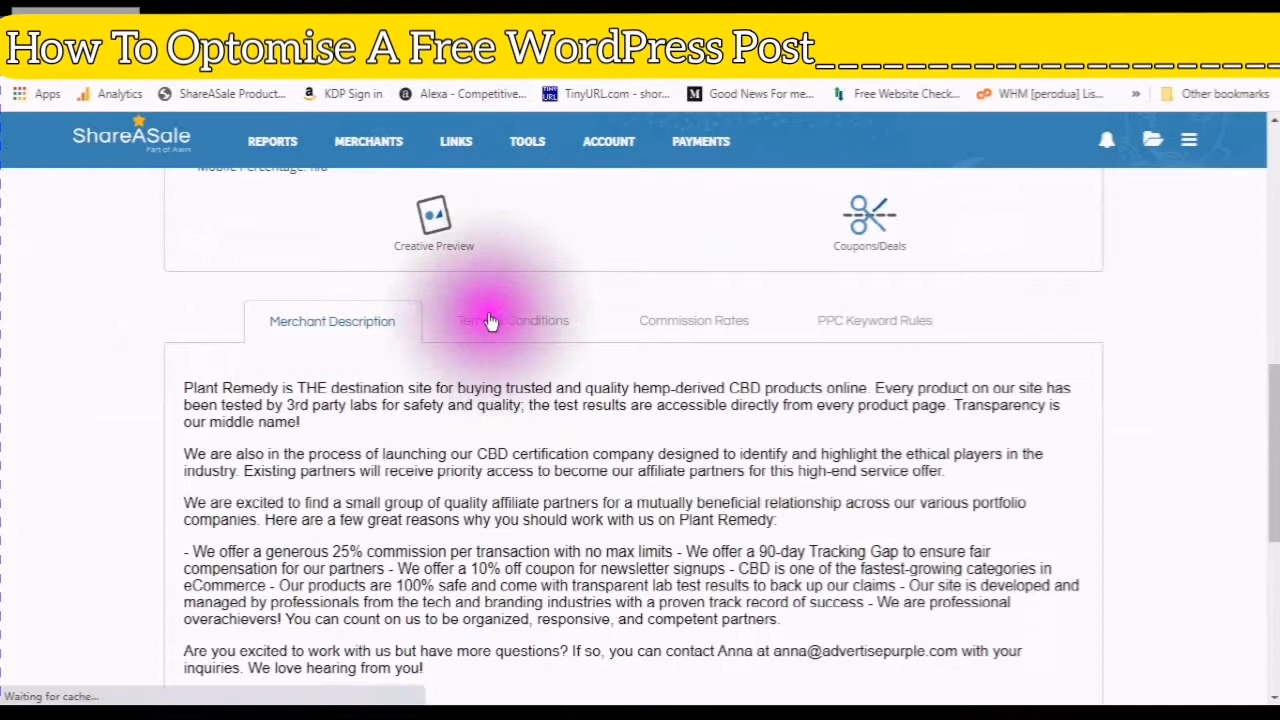 How To Optomise A Free WordPress Post_ _ _ _ _ _ _ _ _ _ _ _ _ _ _ _ _ _ _ _ _
Apps Analytics ShareASale Product... KDP Sign in Alexa - Competitive... TinyURL.com - shor... Good News For me... Free Website Check... WHM [perodua] Lis... » Other bookmarks
ShareASale REPORTS MERCHANTS LINKS TOOLS ACCOUNT PAYMENTS
Part of Awin
Mobile Percentage: n/a
Creative Preview Coupons/Deals
Merchant Description Conditions Commission Rates PPC Keyword Rules
Plant Remedy is THE destination site for buying trusted and quality hemp-derived CBD products online. Every product on our site has
been tested by 3rd party labs for safety and quality; the test results are accessible directly from every product page. Transparency is
our middle name!
We are also in the process of launching our CBD certification company designed to identify and highlight the ethical players in the
industry. Existing partners will receive priority access to become our affiliate partners for this high-end service offer.
We are excited to find a small group of quality affiliate partners for a mutually beneficial relationship across our various portfolio
companies. Here are a few great reasons why you should work with us on Plant Remedy:
- We offer a generous 25% commission per transaction with no max limits - We offer a 90-day Tracking Gap to ensure fair
compensation for our partners - We offer a 10% off coupon for newsletter signups - CBD is one of the fastest-growing categories in
eCommerce - Our products are 100% safe and come with transparent lab test results to back up our claims - Our site is developed and
managed by professionals from the tech and branding industries with a proven track record of success - We are professional
overachievers! You can count on us to be organized, responsive, and competent partners.
Are you excited to work with us but have more questions? If so, you can contact Anna at anna@advertisepurple.com with your
inquiries. We love hearing from you!
Waiting for cache...